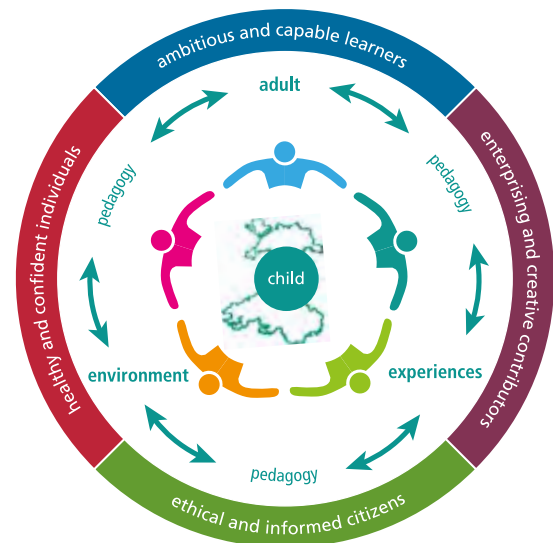 ambitious and capable learners
adult
pedagogy
pedagogy
healthy and confident individuals
enterprising and creative contributors
child
environment
experiences
pedagogy
ethical and informed citizens